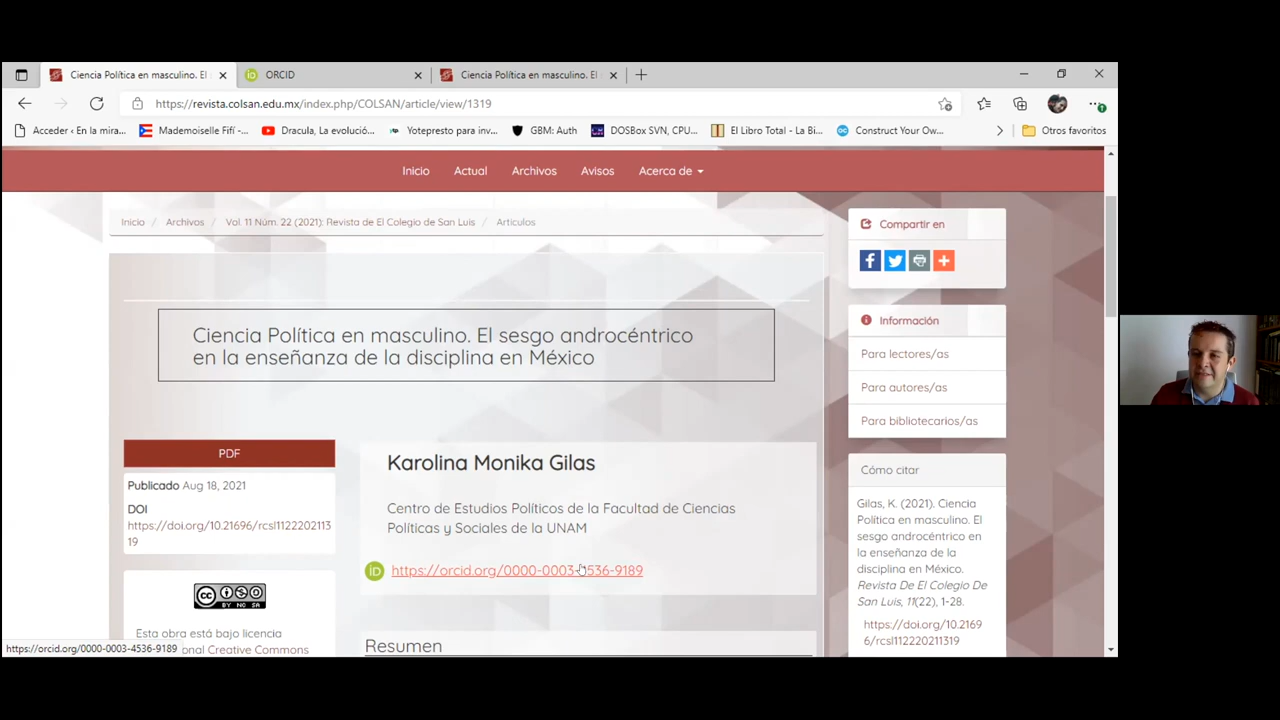 Ciencia Política en masculino. El
ORCID
Ciencia Política en masculino. El s
https://revista.colsan.edu.mx/index.php/COLSAN/article/view/1319
Acceder - En la mira...
Mademoiselle Fifí -...
Dracula, La evolució...
Yotepresto para inv...
GBM: Auth
DOSBox SVN, CPU...
El Libro Total - La Bi...
Construct Your Ow...
Otros favoritos
Inicio
Actual
Archivos
Avisos
Acerca de
Inicio / Archivos / Vol. 11 Núm. 22 (2021): Revista de El Colegio de San Luis / Artículos
Ciencia Política en masculino. El sesgo androcéntrico
en la enseñanza de la disciplina en México
PDF
Publicado Aug 18, 2021
DOI
https://doi.org/10.21696/rcsl1122202113
19
CC BY NC SA
Esta obra está bajo licencia
onal Creative Commons
Karolina Monika Gilas
Centro de Estudios Políticos de la Facultad de Ciencias
Políticas y Sociales de la UNAM
iD https://orcid.org/0000-0003-4536-9189
Resumen
Compartir en
Información
Para lectores/as
Para autores/as
Para bibliotecarios/as
Cómo citar
Gilas, K. (2021). Ciencia
Política en masculino. El
sesgo androcéntrico en
la enseñanza de la
disciplina en México.
Revista De El Colegio De
San Luis, 11(22), 1-28.
https://doi.org/10.2169
6/rcsl112220211319
https://orcid.org/0000-0003-4536-9189